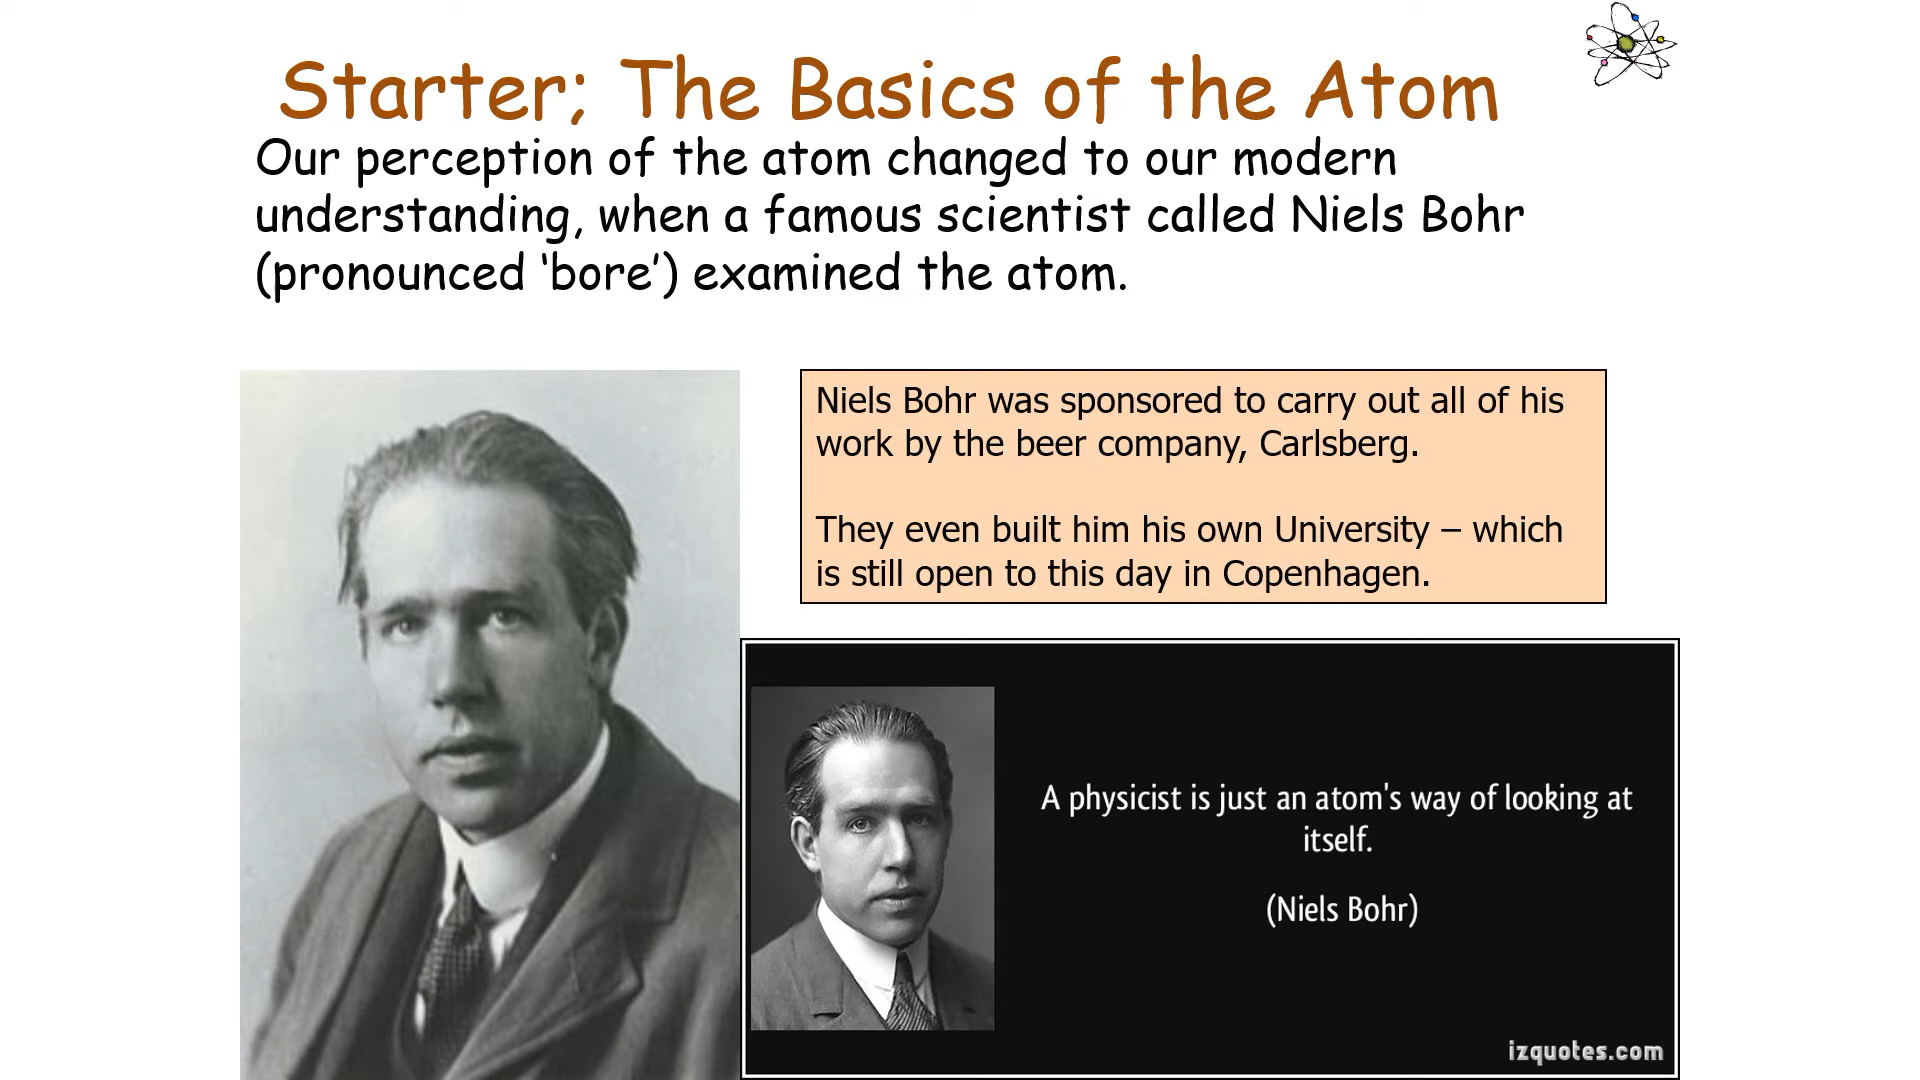 Starter; The Basics of the Atom
Our perception of the atom changed to our modern
understanding, when a famous scientist called Niels Bohr
(pronounced ‘bore’) examined the atom.
Niels Bohr was sponsored to carry out all of his
work by the beer company, Carlsberg.
They even built him his own University – which
is still open to this day in Copenhagen.
A physicist is just an atom's way of looking at
itself.
(Niels Bohr)
izquotes.com